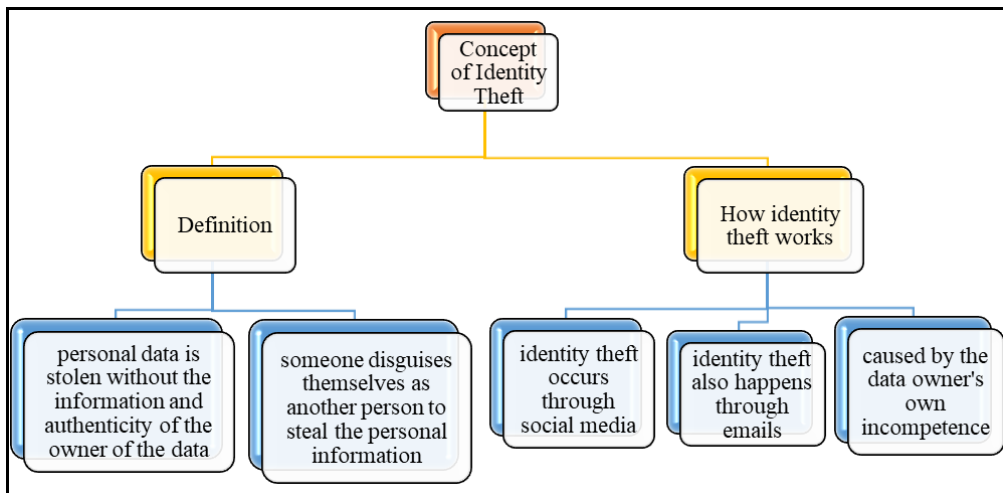 Concept
of Identity
Theft
Definition
How identity
theft works
personal data is
stolen without the
information and
authenticity of the
owner of the data
someone disguises
themselves as
another person to
steal the personal
information
identity theft
occurs
through
social media
identity theft
also happens
through
emails
caused by the
data owner's
own
incompetence